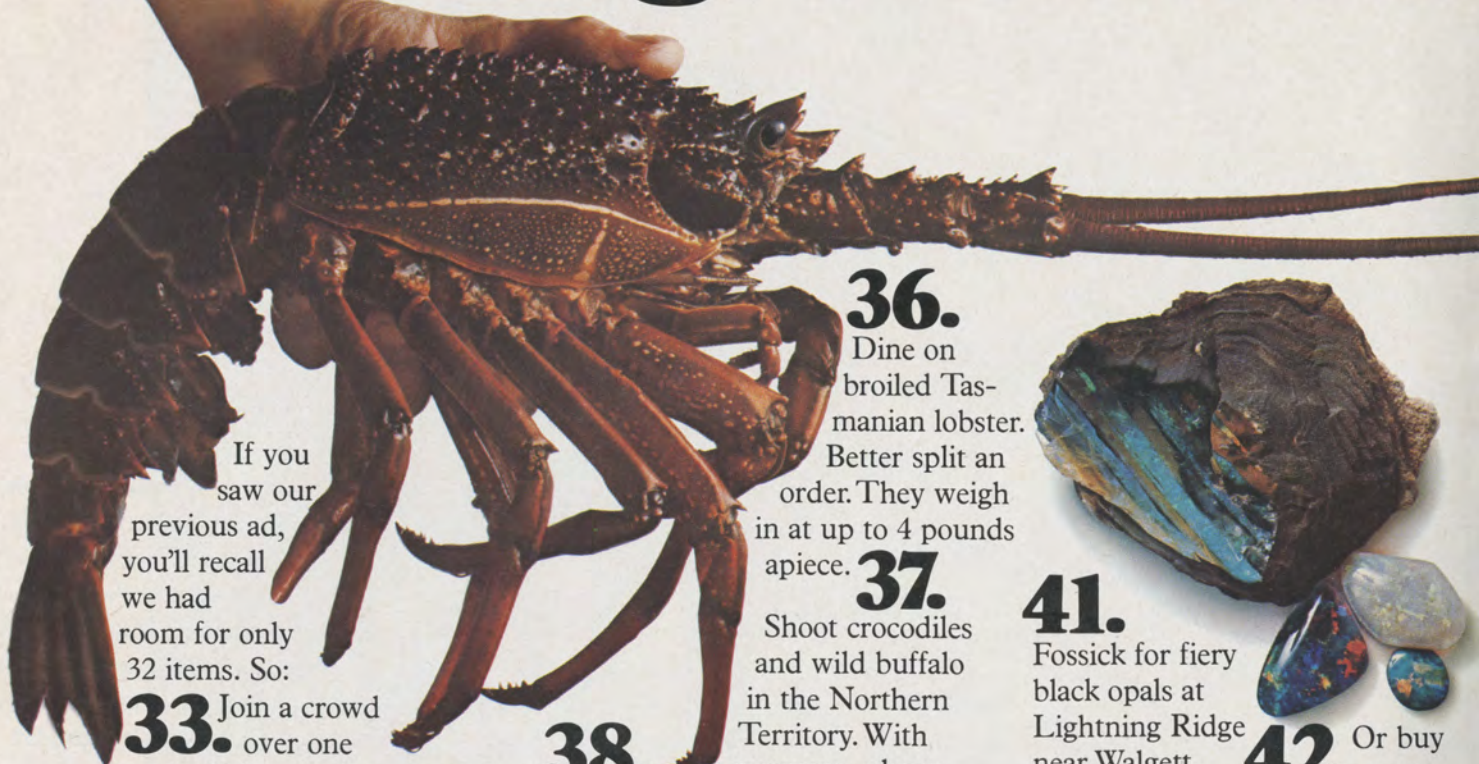 If you
saw our
previous ad,
you'll recall
we had
room for only
32 items. So:
33. Join a crowd
over one
38.
36.
Dine on
broiled Tas-
manian lobster.
Better split an
order. They weigh
in at up to 4 pounds
apiece.
37.
Shoot crocodiles
and wild buffalo
in the Northern
Territory. With
41.
Fossick for fiery
black opals at
Lightning Ridge
near Walgett.
42. Or buy